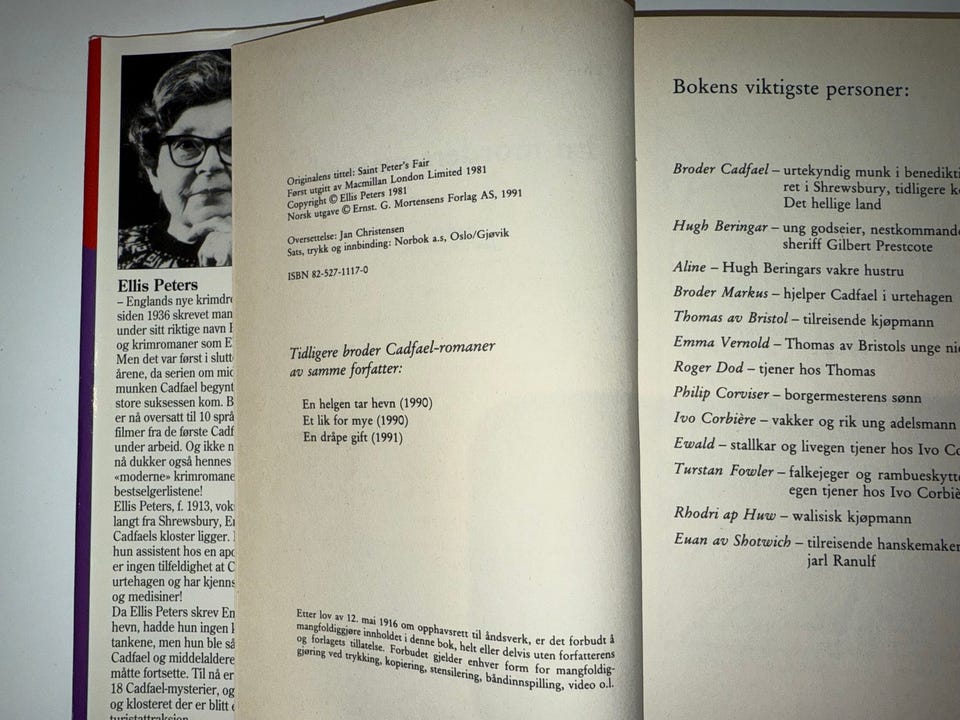 Ellis Peters
– Englands nye krimdro
siden 1936 skrevet man
under sitt riktige navn
og krimromaner som E
Men det var først i slutt
årene, da serien om mid
munken Cadfael begynt
store suksessen kom. B
er nå oversatt til 10 språ
filmer fra de første Cadf
under arbeid. Og ikke n
nå dukker også hennes
«moderne» krimromane
bestselgerlistene!
Ellis Peters, f. 1913, vok
langt fra Shrewsbury, En
Cadfaels kloster ligger.
hun assistent hos en apo
er ingen tilfeldighet at C
urtehagen og har kjenns
og medisiner!
Da Ellis Peters skrev En
hevn, hadde hun ingen
tankene, men hun ble så
Cadfael og middelaldere
måtte fortsette. Til nå er
18 Cadfael-mysterier, og
og klosteret der er blitt
turistattraksjon
Originalens tittel: Saint Peter's Fair
Først utgitt av Macmillan London Limited 1981
Copyright © Ellis Peters 1981
Norsk utgave © Ernst. G. Mortensens Forlag AS, 1991
Oversettelse: Jan Christensen
Sats, trykk og innbinding: Norbok a.s, Oslo/Gjøvik
ISBN 82-527-1117-0
Tidligere broder Cadfael-romaner
av samme forfatter:
En helgen tar hevn (1990)
Et lik for mye (1990)
En dråpe gift (1991)
Etter lov av 12. mai 1916 om opphavsrett til åndsverk, er det forbudt å
mangfoldiggjøre innholdet i denne bok, helt eller delvis uten forfatterens
og forlagets tillatelse. Forbudet gjelder enhver form for mangfoldig-
gjøring ved trykking, kopiering, stensilering, båndinnspilling, video o.l.
Bokens viktigste personer:
Broder Cadfael – urtekyndig munk i benedikti
ret i Shrewsbury, tidligere k
Det hellige land
Hugh Beringar – ung godseier, nestkommande
sheriff Gilbert Prestcote
Aline – Hugh Beringars vakre hustru
Broder Markus – hjelper Cadfael i urtehagen
Thomas av Bristol – tilreisende kjøpmann
Emma Vernold – Thomas av Bristols unge nie
Roger Dod – tjener hos Thomas
Philip Corviser – borgermesterens sønn
Ivo Corbière – vakker og rik ung adelsmann
Ewald – stallkar og livegen tjener hos Ivo Co
Turstan Fowler – falkejeger og rambueskytte
egen tjener hos Ivo Corbiè
Rhodri ap Huw – walisisk kjøpmann
Euan av Shotwich – tilreisende hanskemaker
jarl Ranulf